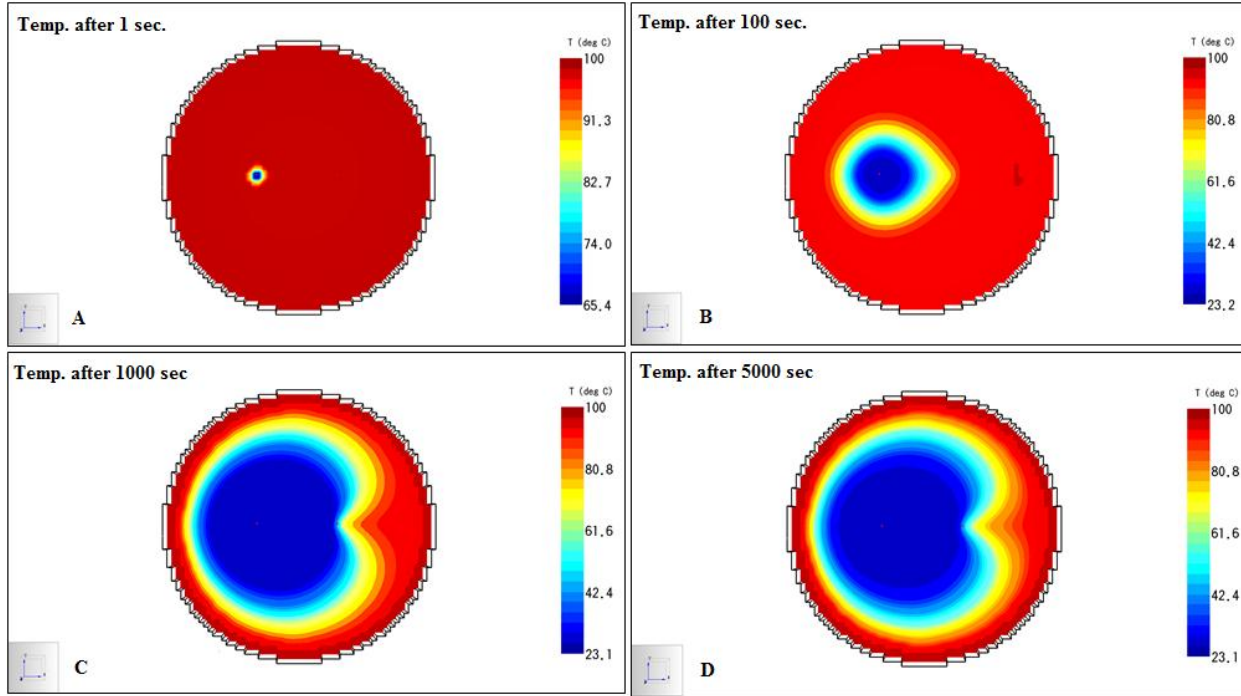 Temp. after 1 sec.
T (deg C)
100
91.3
82.7
74.0
65.4
A
Temp. after 100 sec.
T (deg C)
100
80.8
61.6
42.4
23.2
B
Temp. after 1000 sec
T (deg C)
100
80.8
61.6
42.4
23.1
C
Temp. after 5000 sec
T (deg C)
100
80.8
61.6
42.4
23.1
D